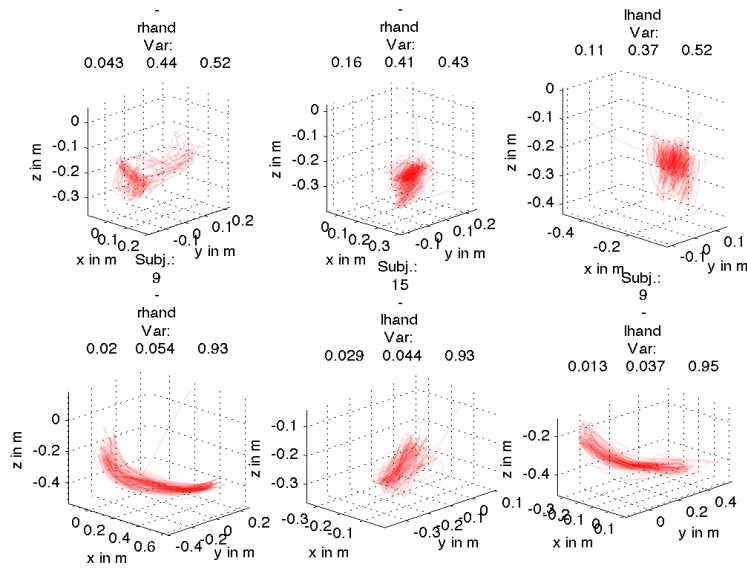 -
rhand
Var:
0.043 0.44 0.52
0
-0.1
-0.2
-0.3
z in m
0 0.1 0.2
x in m
-0.1 0 0.1 0.2
y in m
-
rhand
Var:
0.16 0.41 0.43
0
-0.1
-0.2
-0.3
z in m
0 0.1 0.2 0.3
x in m
-0.1 0 0.1 0.2
y in m
lhand
Var:
0.11 0.37 0.52
0
-0.1
-0.2
-0.3
-0.4
z in m
-0.4 -0.2
x in m
-0.1 0 0.1
y in m
Subj.:
9
-
rhand
Var:
0.02 0.054 0.93
0
-0.2
-0.4
z in m
0 0.2 0.4 0.6
x in m
-0.4 -0.2 0 0.2
y in m
Subj.:
15
-
lhand
Var:
0.029 0.044 0.93
-0.1
-0.2
-0.3
z in m
-0.3 -0.2 -0.1
x in m
-0.3 -0.2 -0.1 0 0.1
y in m
Subj.:
9
-
lhand
Var:
0.013 0.037 0.95
-0.2
-0.4
z in m
-0.3 -0.2 -0.1 0 0.1
x in m
0 0.2 0.4
y in m